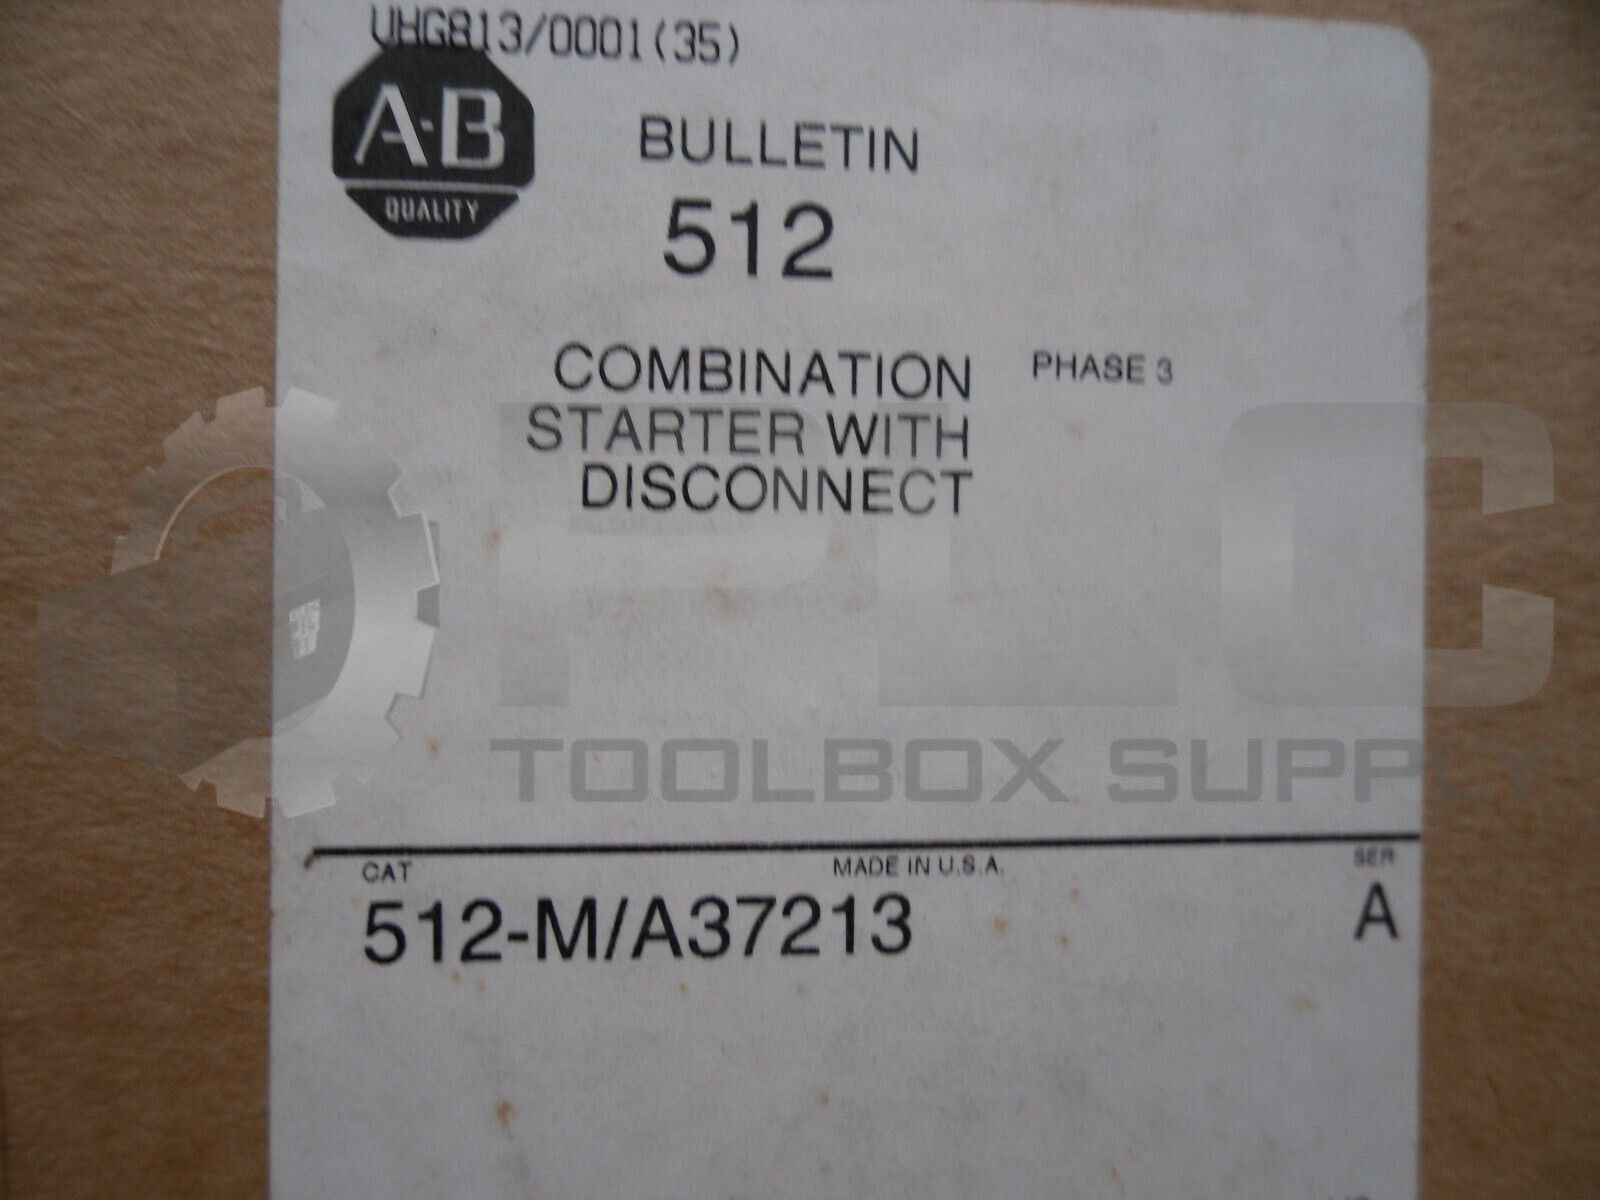 UHG813/0001(35)
A-B
QUALITY
BULLETIN
512
COMBINATION PHASE 3
STARTER WITH
DISCONNECT
PLC
TOOLBOX SUPP
CAT MADE IN U.S.A. SER
512-M/A37213 A